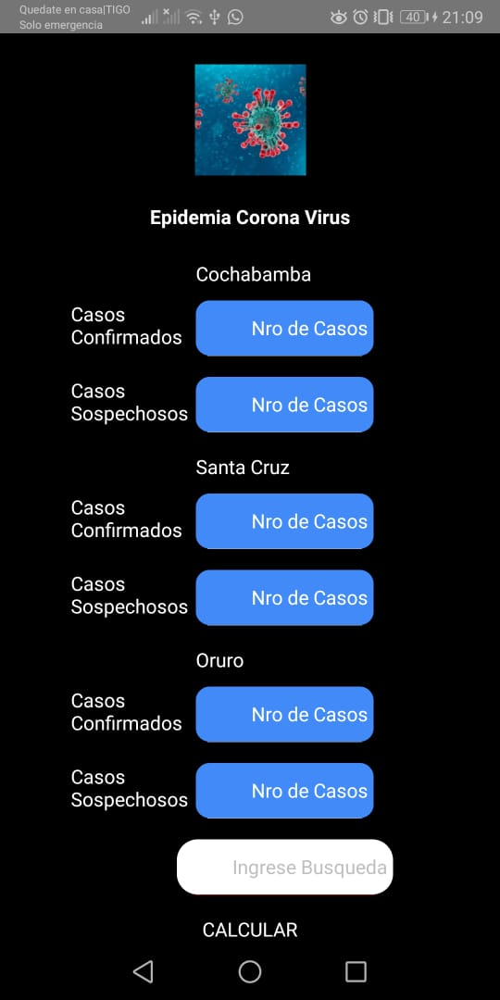 Quedate en casa|TIGO
Solo emergencia
40
21:09
Epidemia Corona Virus
Cochabamba
Casos
Confirmados
Nro de Casos
Casos
Sospechosos
Nro de Casos
Santa Cruz
Casos
Confirmados
Nro de Casos
Casos
Sospechosos
Nro de Casos
Oruro
Casos
Confirmados
Nro de Casos
Casos
Sospechosos
Nro de Casos
Ingrese Busqueda
CALCULAR